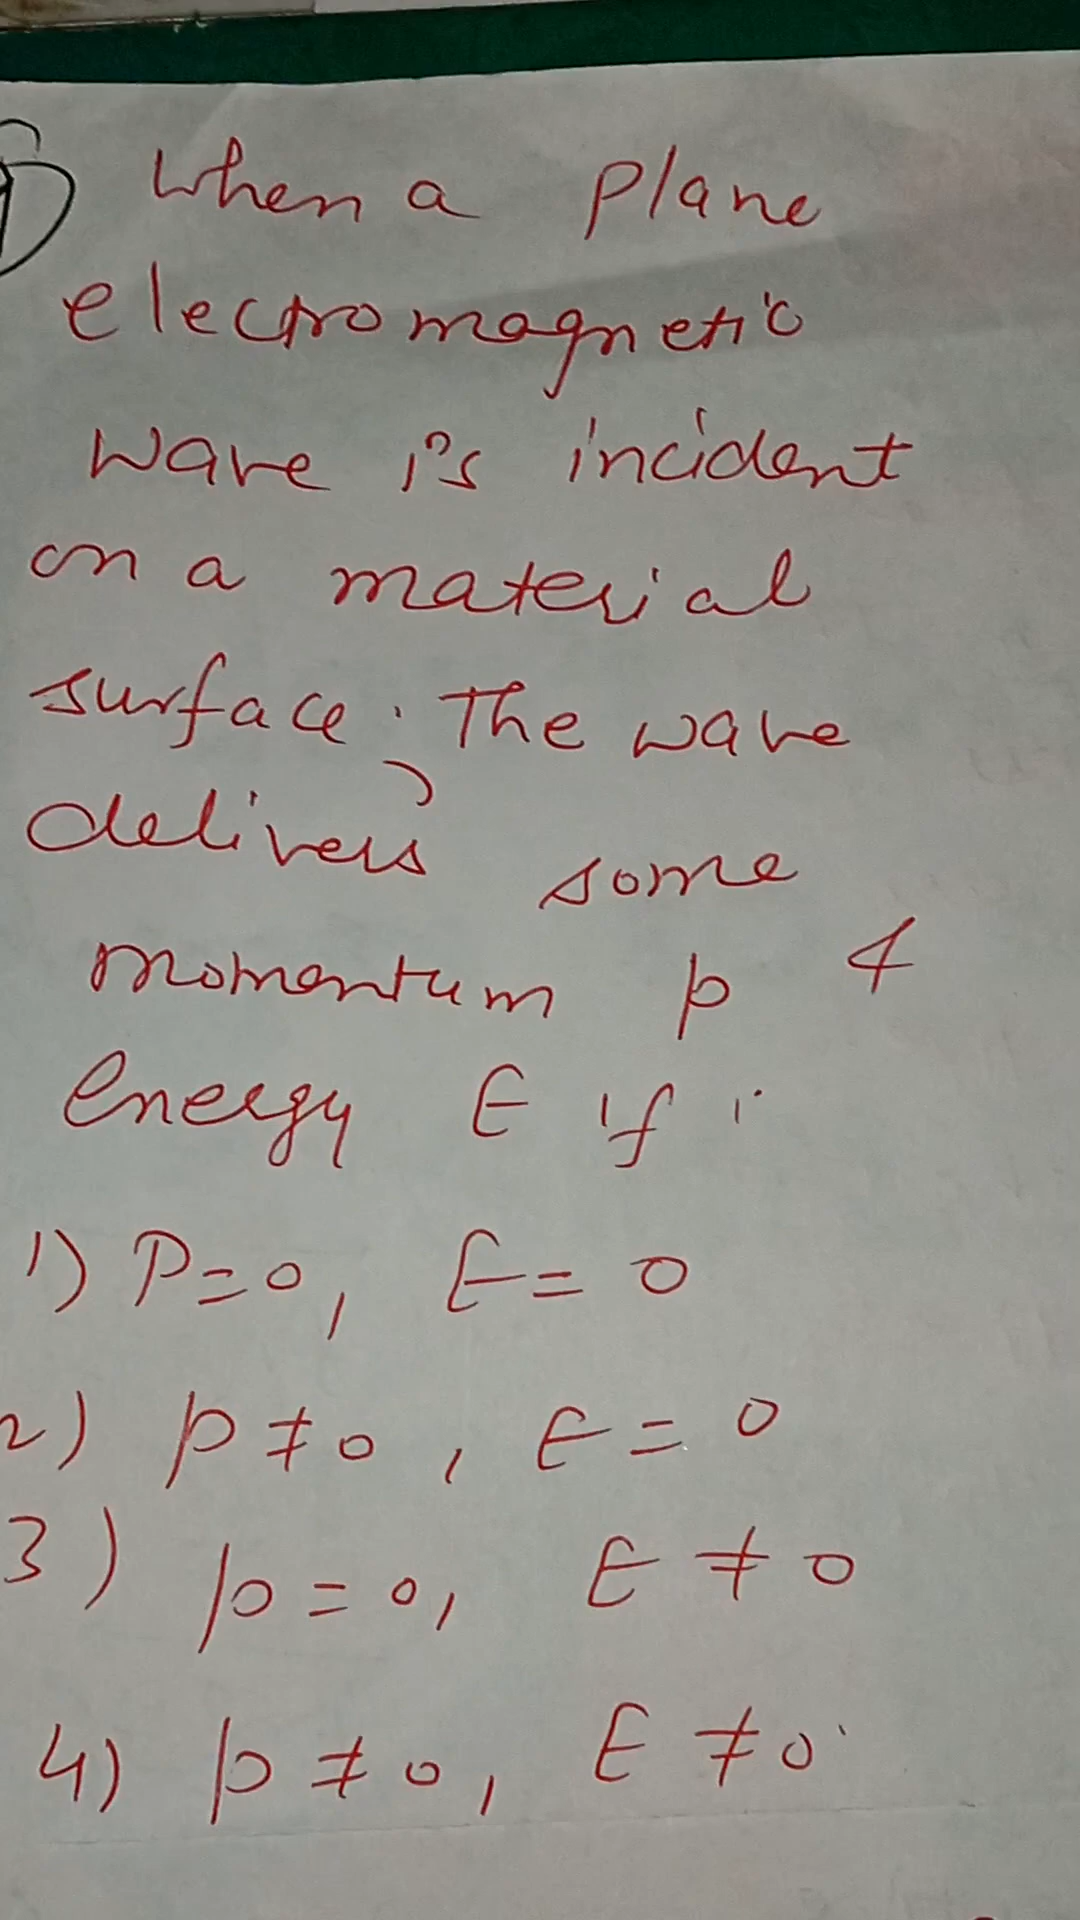 When a plane
electromagnetic
wave is incident
on a material
surface. The wave
delivers some
momentum p &
Energy E if :
1) P=0, E=0
2) p≠0, E=0
3) p=0, E≠0
4) p≠0, E≠0